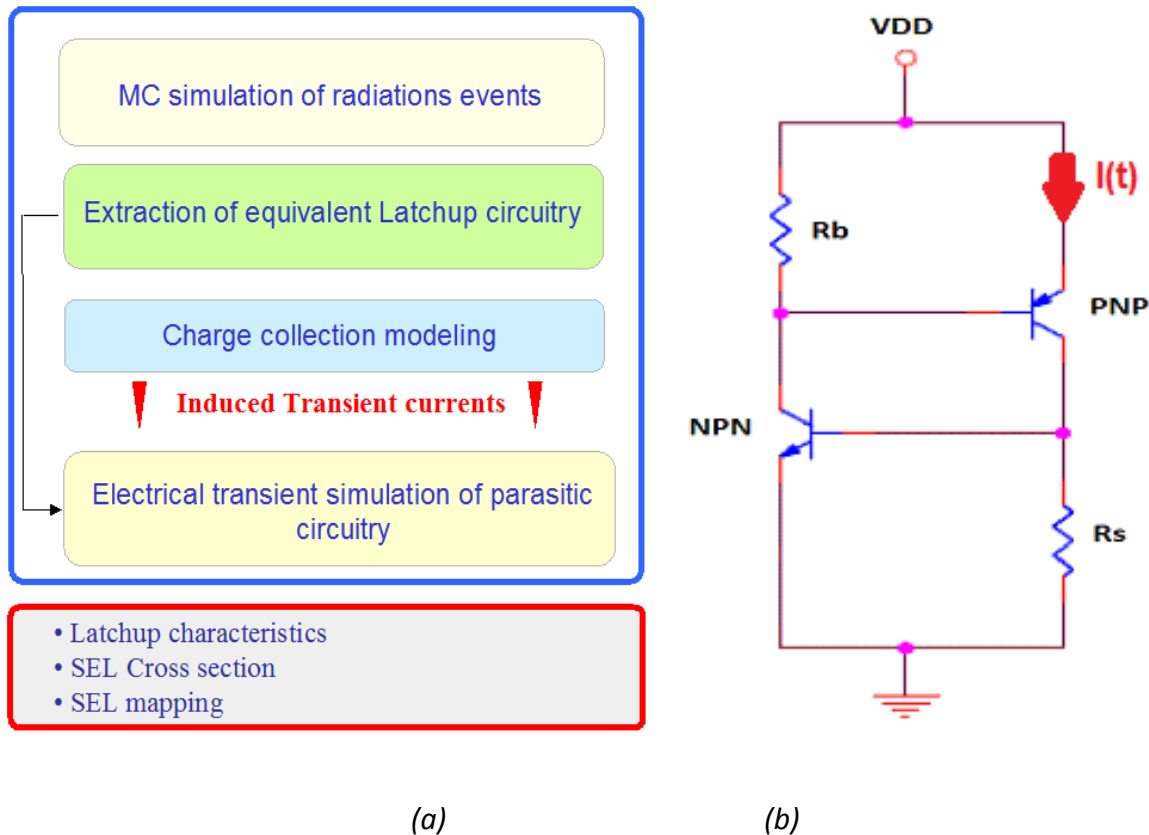 MC simulation of radiations events
Extraction of equivalent Latchup circuitry
Charge collection modeling
Induced Transient currents
Electrical transient simulation of parasitic
circuitry
• Latchup characteristics
• SEL Cross section
• SEL mapping
(a)
VDD
I(t)
Rb
PNP
NPN
Rs
(b)